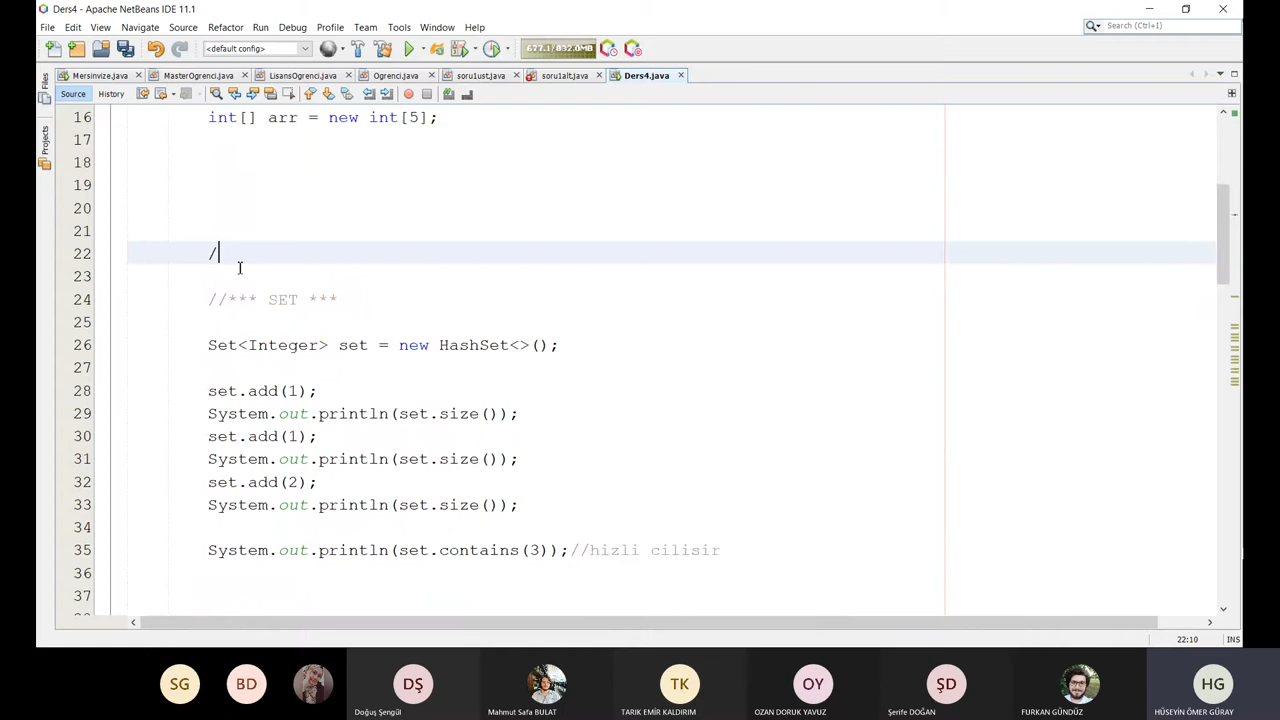 Ders4 - Apache NetBeans IDE 11.1
File Edit View Navigate Source Refactor Run Debug Profile Team Tools Window Help
Search (Ctrl+I)
<default config>
677.1/832.0MB
Mersinvize.java MasterOgrenci.java LisansOgrenci.java Ogrenci.java soru1ust.java soru1alt.java Ders4.java
Files
Projects
Source History
16 int[] arr = new int[5];
17
18
19
20
21
22 /
23
24 //*** SET ***
25
26 Set<Integer> set = new HashSet<>();
27
28 set.add(1);
29 System.out.println(set.size());
30 set.add(1);
31 System.out.println(set.size());
32 set.add(2);
33 System.out.println(set.size());
34
35 System.out.println(set.contains(3));//hizli cilisir
36
37
22:10 INS
SG BD DŞ TK OY ŞD HG
Doğuş Şengül Mahmut Safa BULAT TARIK EMİR KALDIRIM OZAN DORUK YAVUZ Şerife DOĞAN FURKAN GÜNDÜZ HÜSEYİN ÖMER GÜRAY